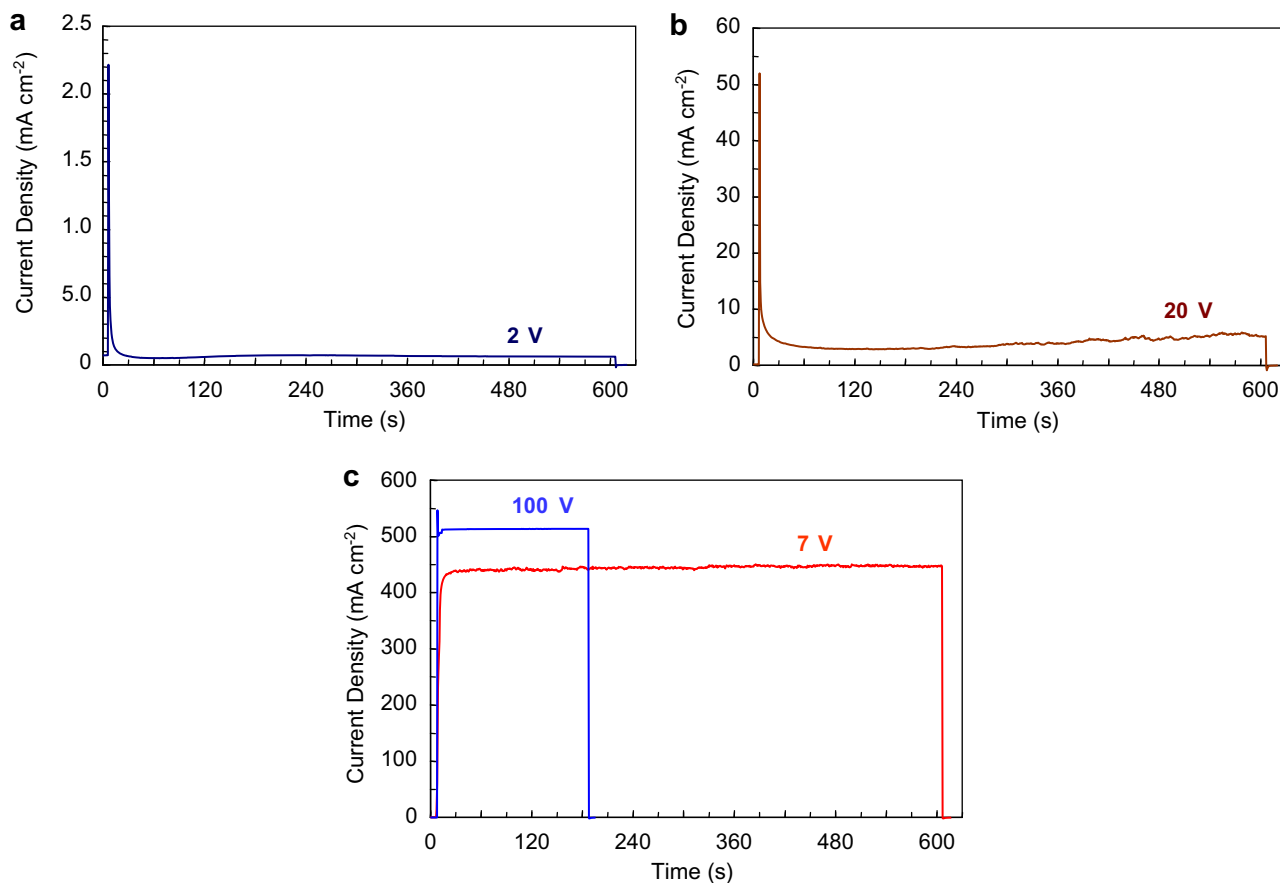 a
2.5
2.0
1.5
1.0
5.0
0
Current Density (mA cm-2)
2 V
0 120 240 360 480 600
Time (s)
b
60
50
40
30
20
10
0
Current Density (mA cm-2)
20 V
0 120 240 360 480 600
Time (s)
c
600
500
400
300
200
100
0
Current Density (mA cm-2)
100 V
7 V
0 120 240 360 480 600
Time (s)